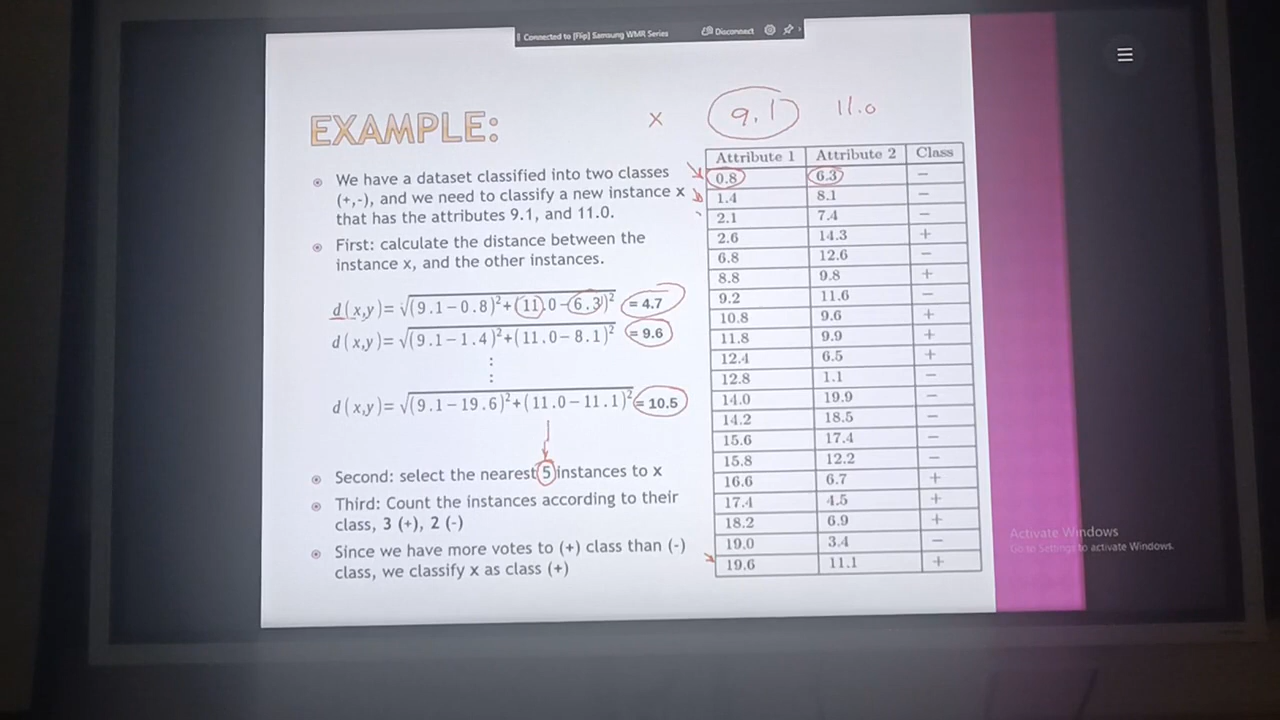 Connected to [Flip] Samsung WMR Series Disconnect
x 9.1 11.0
EXAMPLE:
We have a dataset classified into two classes
(+,-), and we need to classify a new instance x
that has the attributes 9.1, and 11.0.
First: calculate the distance between the
instance x, and the other instances.
d(x,y)=√(9.1−0.8)²+(11.0−6.3)² = 4.7
d(x,y)=√(9.1−1.4)²+(11.0−8.1)² = 9.6
⋮
d(x,y)=√(9.1−19.6)²+(11.0−11.1)² = 10.5
Second: select the nearest 5 instances to x
Third: Count the instances according to their
class, 3 (+), 2 (-)
Since we have more votes to (+) class than (-)
class, we classify x as class (+)
Attribute 1 Attribute 2 Class
0.8 6.3 −
1.4 8.1 −
2.1 7.4 −
2.6 14.3 +
6.8 12.6 −
8.8 9.8 +
9.2 11.6 −
10.8 9.6 +
11.8 9.9 +
12.4 6.5 +
12.8 1.1 −
14.0 19.9 −
14.2 18.5 −
15.6 17.4 −
15.8 12.2 −
16.6 6.7 +
17.4 4.5 +
18.2 6.9 +
19.0 3.4 −
19.6 11.1 +
Activate Windows
Go to Settings to activate Windows.